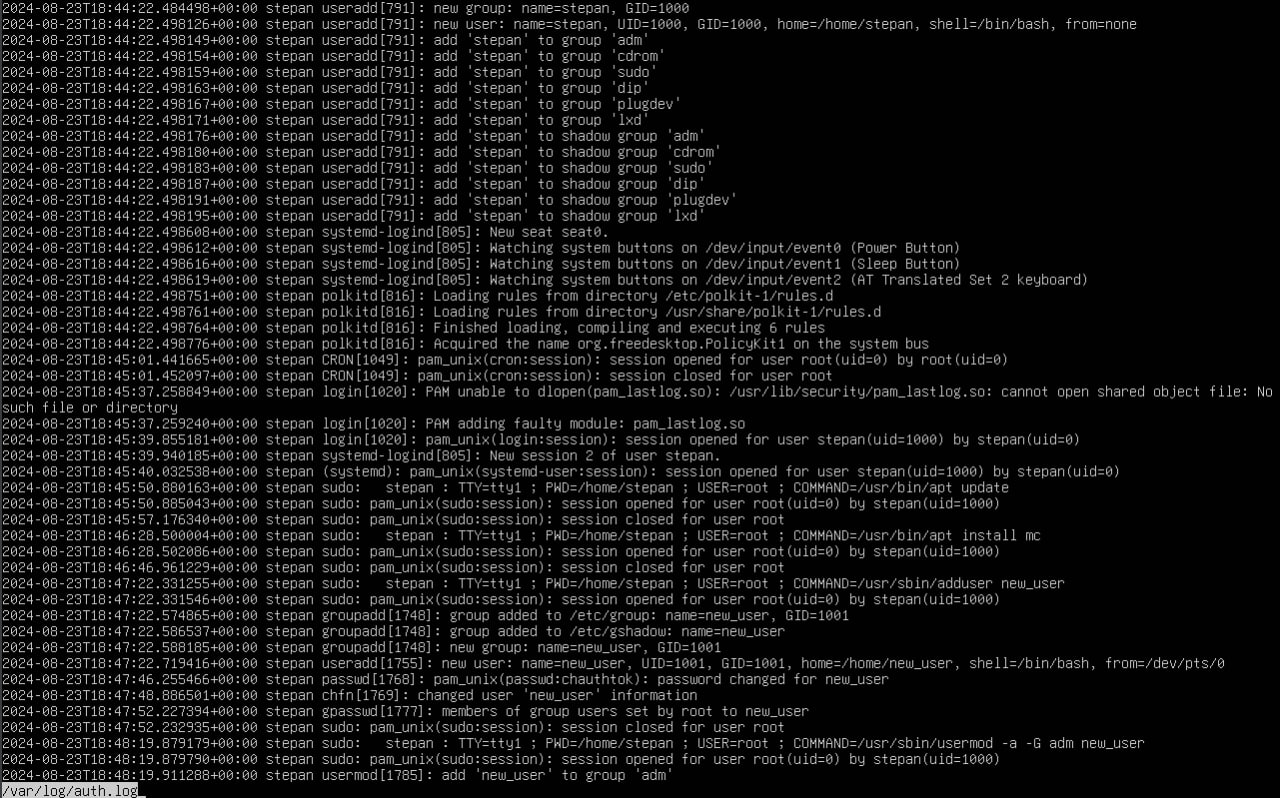 2024-08-23T18:44:22.484498+00:00 stepan useradd[791]: new group: name=stepan, GID=1000
2024-08-23T18:44:22.498126+00:00 stepan useradd[791]: new user: name=stepan, UID=1000, GID=1000, home=/home/stepan, shell=/bin/bash, from=none
2024-08-23T18:44:22.498149+00:00 stepan useradd[791]: add 'stepan' to group 'adm'
2024-08-23T18:44:22.498154+00:00 stepan useradd[791]: add 'stepan' to group 'cdrom'
2024-08-23T18:44:22.498159+00:00 stepan useradd[791]: add 'stepan' to group 'sudo'
2024-08-23T18:44:22.498163+00:00 stepan useradd[791]: add 'stepan' to group 'dip'
2024-08-23T18:44:22.498167+00:00 stepan useradd[791]: add 'stepan' to group 'plugdev'
2024-08-23T18:44:22.498171+00:00 stepan useradd[791]: add 'stepan' to group 'lxd'
2024-08-23T18:44:22.498176+00:00 stepan useradd[791]: add 'stepan' to shadow group 'adm'
2024-08-23T18:44:22.498180+00:00 stepan useradd[791]: add 'stepan' to shadow group 'cdrom'
2024-08-23T18:44:22.498183+00:00 stepan useradd[791]: add 'stepan' to shadow group 'sudo'
2024-08-23T18:44:22.498187+00:00 stepan useradd[791]: add 'stepan' to shadow group 'dip'
2024-08-23T18:44:22.498191+00:00 stepan useradd[791]: add 'stepan' to shadow group 'plugdev'
2024-08-23T18:44:22.498195+00:00 stepan useradd[791]: add 'stepan' to shadow group 'lxd'
2024-08-23T18:44:22.498608+00:00 stepan systemd-logind[805]: New seat seat0.
2024-08-23T18:44:22.498612+00:00 stepan systemd-logind[805]: Watching system buttons on /dev/input/event0 (Power Button)
2024-08-23T18:44:22.498616+00:00 stepan systemd-logind[805]: Watching system buttons on /dev/input/event1 (Sleep Button)
2024-08-23T18:44:22.498619+00:00 stepan systemd-logind[805]: Watching system buttons on /dev/input/event2 (AT Translated Set 2 keyboard)
2024-08-23T18:44:22.498751+00:00 stepan polkitd[816]: Loading rules from directory /etc/polkit-1/rules.d
2024-08-23T18:44:22.498761+00:00 stepan polkitd[816]: Loading rules from directory /usr/share/polkit-1/rules.d
2024-08-23T18:44:22.498764+00:00 stepan polkitd[816]: Finished loading, compiling and executing 6 rules
2024-08-23T18:44:22.498776+00:00 stepan polkitd[816]: Acquired the name org.freedesktop.PolicyKit1 on the system bus
2024-08-23T18:45:01.441665+00:00 stepan CRON[1049]: pam_unix(cron:session): session opened for user root(uid=0) by root(uid=0)
2024-08-23T18:45:01.452097+00:00 stepan CRON[1049]: pam_unix(cron:session): session closed for user root
2024-08-23T18:45:37.258849+00:00 stepan login[1020]: PAM unable to dlopen(pam_lastlog.so): /usr/lib/security/pam_lastlog.so: cannot open shared object file: No
such file or directory
2024-08-23T18:45:37.259240+00:00 stepan login[1020]: PAM adding faulty module: pam_lastlog.so
2024-08-23T18:45:39.855181+00:00 stepan login[1020]: pam_unix(login:session): session opened for user stepan(uid=1000) by stepan(uid=0)
2024-08-23T18:45:39.940185+00:00 stepan systemd-logind[805]: New session 2 of user stepan.
2024-08-23T18:45:40.032538+00:00 stepan (systemd): pam_unix(systemd-user:session): session opened for user stepan(uid=1000) by stepan(uid=0)
2024-08-23T18:45:50.880163+00:00 stepan sudo:   stepan : TTY=tty1 ; PWD=/home/stepan ; USER=root ; COMMAND=/usr/bin/apt update
2024-08-23T18:45:50.885043+00:00 stepan sudo: pam_unix(sudo:session): session opened for user root(uid=0) by stepan(uid=1000)
2024-08-23T18:45:57.176340+00:00 stepan sudo: pam_unix(sudo:session): session closed for user root
2024-08-23T18:46:28.500004+00:00 stepan sudo:   stepan : TTY=tty1 ; PWD=/home/stepan ; USER=root ; COMMAND=/usr/bin/apt install mc
2024-08-23T18:46:28.502086+00:00 stepan sudo: pam_unix(sudo:session): session opened for user root(uid=0) by stepan(uid=1000)
2024-08-23T18:46:46.961229+00:00 stepan sudo: pam_unix(sudo:session): session closed for user root
2024-08-23T18:47:22.331255+00:00 stepan sudo:   stepan : TTY=tty1 ; PWD=/home/stepan ; USER=root ; COMMAND=/usr/sbin/adduser new_user
2024-08-23T18:47:22.331546+00:00 stepan sudo: pam_unix(sudo:session): session opened for user root(uid=0) by stepan(uid=1000)
2024-08-23T18:47:22.574865+00:00 stepan groupadd[1748]: group added to /etc/group: name=new_user, GID=1001
2024-08-23T18:47:22.586537+00:00 stepan groupadd[1748]: group added to /etc/gshadow: name=new_user
2024-08-23T18:47:22.588185+00:00 stepan groupadd[1748]: new group: name=new_user, GID=1001
2024-08-23T18:47:22.719416+00:00 stepan useradd[1755]: new user: name=new_user, UID=1001, GID=1001, home=/home/new_user, shell=/bin/bash, from=/dev/pts/0
2024-08-23T18:47:46.255466+00:00 stepan passwd[1768]: pam_unix(passwd:chauthtok): password changed for new_user
2024-08-23T18:47:48.886501+00:00 stepan chfn[1769]: changed user 'new_user' information
2024-08-23T18:47:52.227394+00:00 stepan gpasswd[1777]: members of group users set by root to new_user
2024-08-23T18:47:52.232935+00:00 stepan sudo: pam_unix(sudo:session): session closed for user root
2024-08-23T18:48:19.879179+00:00 stepan sudo:   stepan : TTY=tty1 ; PWD=/home/stepan ; USER=root ; COMMAND=/usr/sbin/usermod -a -G adm new_user
2024-08-23T18:48:19.879790+00:00 stepan sudo: pam_unix(sudo:session): session opened for user root(uid=0) by stepan(uid=1000)
2024-08-23T18:48:19.911288+00:00 stepan usermod[1785]: add 'new_user' to group 'adm'
/var/log/auth.log